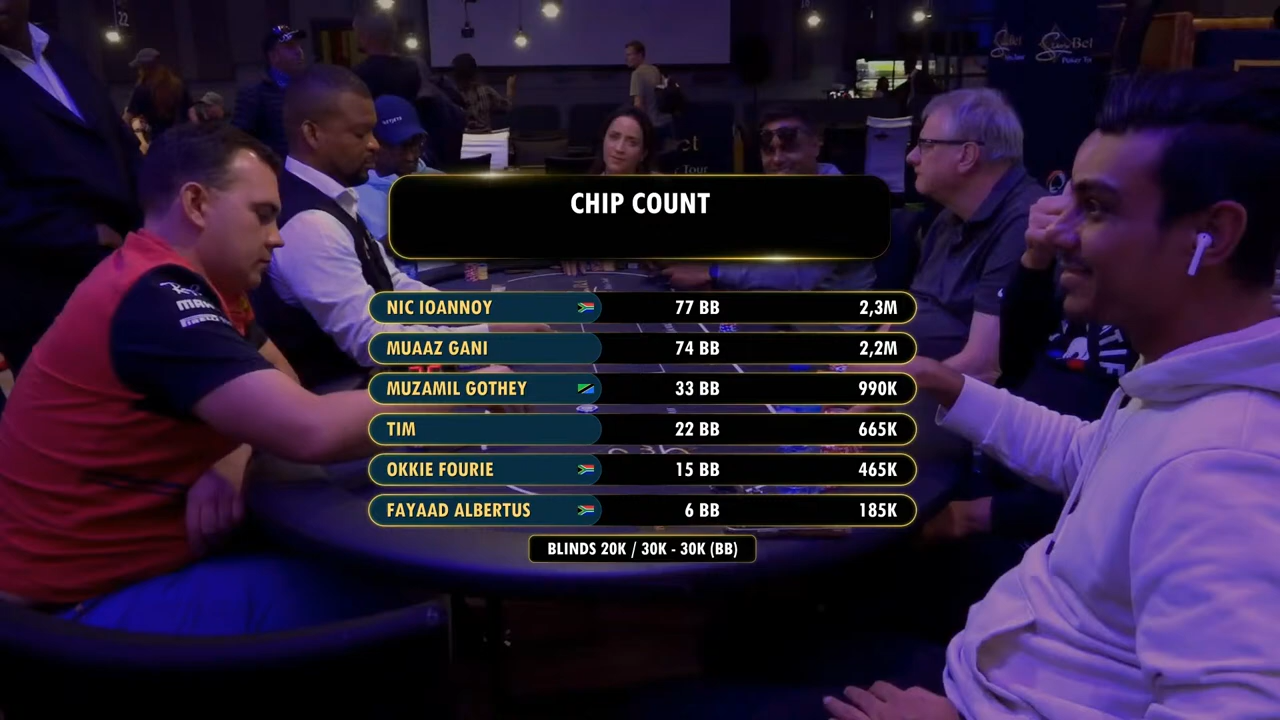 22
CHIP COUNT
NIC IOANNOY 77 BB 2,3M
MUAAZ GANI 74 BB 2,2M
MUZAMIL GOTHEY 33 BB 990K
TIM 22 BB 665K
OKKIE FOURIE 15 BB 465K
FAYAAD ALBERTUS 6 BB 185K
BLINDS 20K / 30K - 30K (BB)